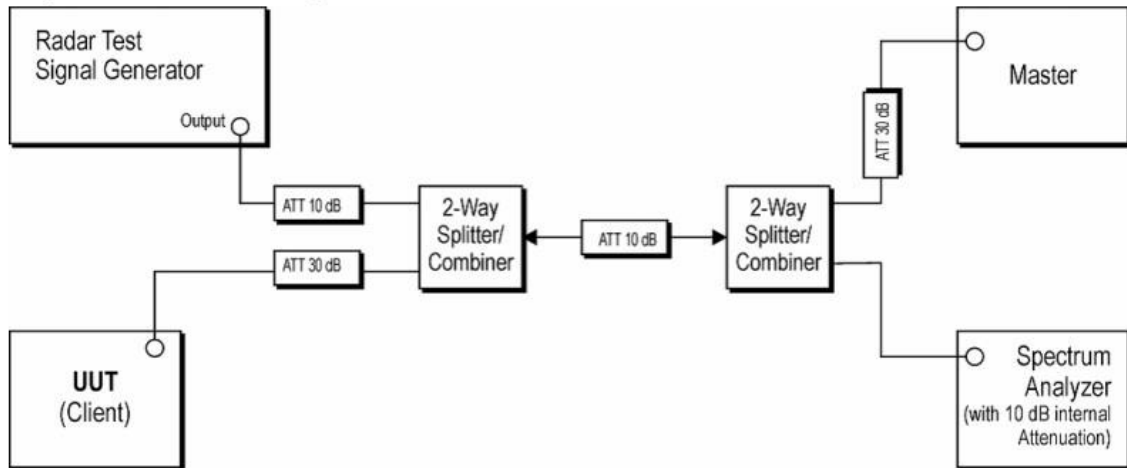 Radar Test
Signal Generator
Output
ATT 10 dB
ATT 30 dB
2-Way
Splitter/
Combiner
ATT 10 dB
2-Way
Splitter/
Combiner
ATT 30 dB
Master
UUT
(Client)
Spectrum
Analyzer
(with 10 dB internal
Attenuation)